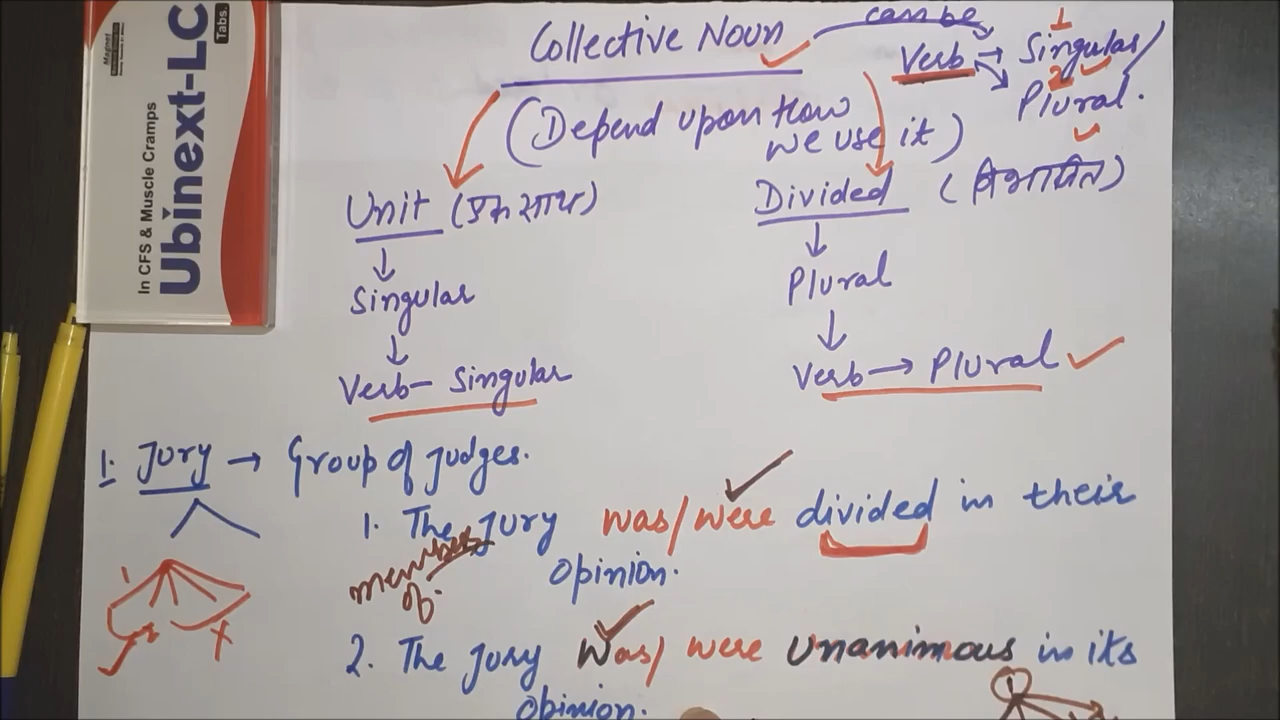 In CFS & Muscle Cramps
Ubinext-LC
Tabs.
Collective Noun can be Verb → Singular/
Plural.
(Depend upon How
we use it)
Unit (एक साथ)
Divided (विभाजित)
Singular
Plural
Verb- Singular
Verb → Plural
1. Jury → Group of judges.
1. The Jury was/were divided in their
members of.
opinion.
2. The Jury was/ were unanimous in its
opinion.